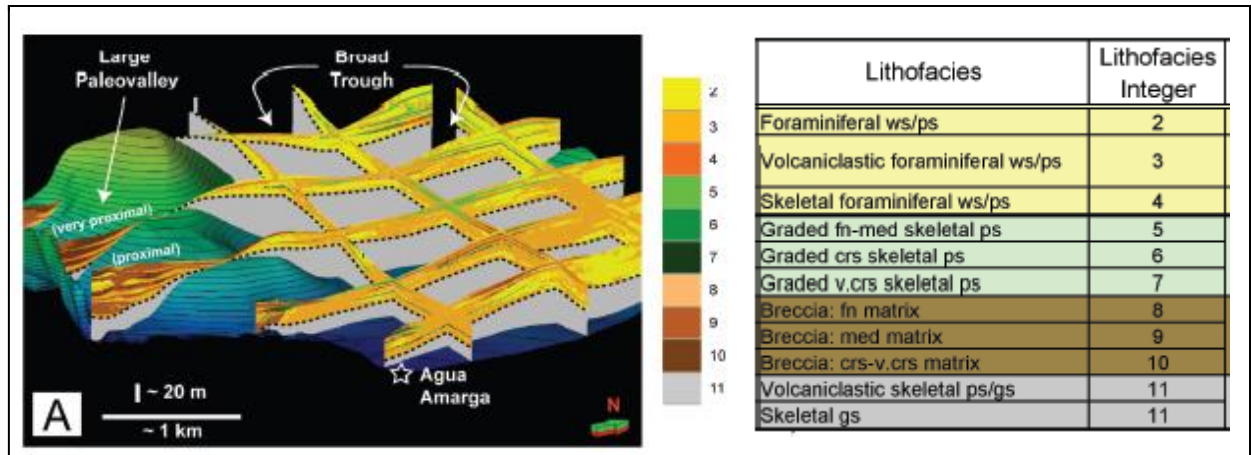 Large
Paleovalley
Broad
Trough
(very proximal)
(proximal)
Agua
Amarga
~ 20 m
~ 1 km
A
N
2
3
4
5
6
7
8
9
10
11
Lithofacies Lithofacies Integer
Foraminiferal ws/ps 2
Volcaniclastic foraminiferal ws/ps 3
Skeletal foraminiferal ws/ps 4
Graded fn-med skeletal ps 5
Graded crs skeletal ps 6
Graded v.crs skeletal ps 7
Breccia: fn matrix 8
Breccia: med matrix 9
Breccia: crs-v.crs matrix 10
Volcaniclastic skeletal ps/gs 11
Skeletal gs 11